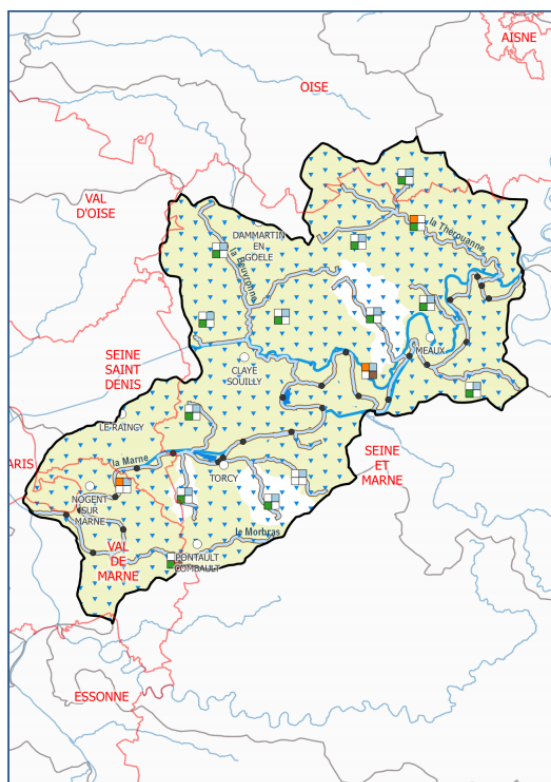 AISNE
OISE
VAL
D'OISE
la Thérouanne
DAMMARTIN
EN
GOELE
la Beuvronne
MEAUX
SEINE
SAINT
DENIS
CLAYE
SOUILLY
LE RAINCY
la Marne
SEINE
ET
MARNE
ARIS
TORCY
NOGENT
SUR
MARNE
le Morbras
VAL
DE
MARNE
PONTAULT
COMBAULT
ESSONNE